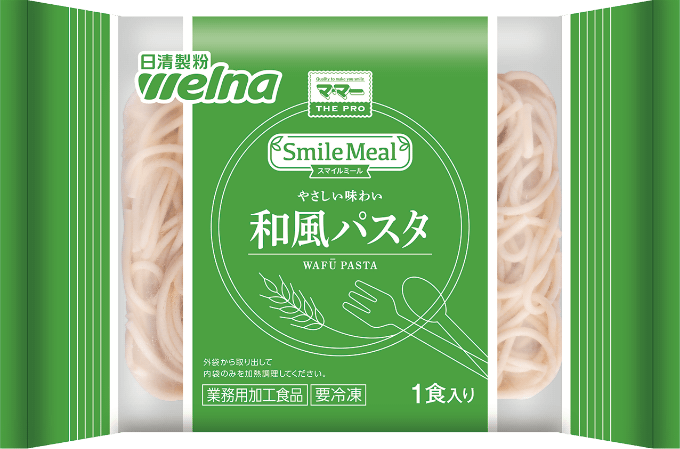 日清製粉
welna
Quality to make you smile
マ・マー
THE PRO
Smile Meal
スマイルミール
やさしい味わい
和風パスタ
WAFŪ PASTA
外袋から取り出して
内袋のみを加熱調理してください。
業務用加工食品 要冷凍
1食入り